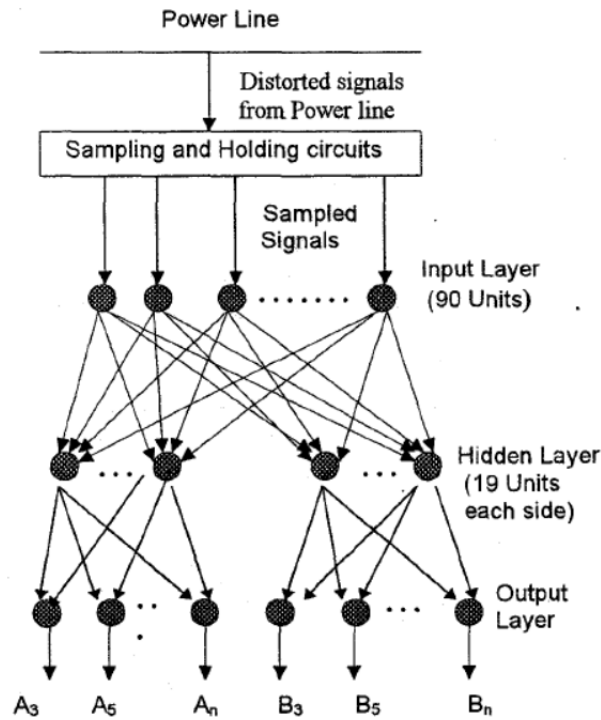 Power Line
Distorted signals
from Power line
Sampling and Holding circuits
Sampled
Signals
Input Layer
(90 Units)
Hidden Layer
(19 Units
each side)
Output
Layer
A3 A5 An B3 B5 Bn